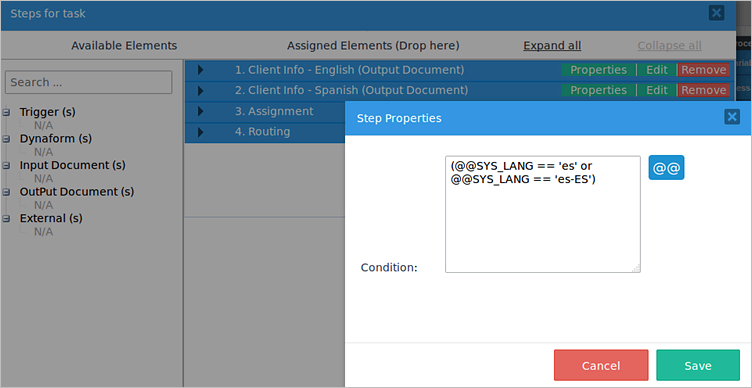 Steps for task
Available Elements
Assigned Elements (Drop here)
Expand all
Collapse all
Search ...
Trigger (s)
N/A
Dynaform (s)
N/A
Input Document (s)
N/A
OutPut Document (s)
N/A
External (s)
N/A
1. Client Info - English (Output Document)
Properties
Edit
Remove
2. Client Info - Spanish (Output Document)
Properties
Edit
Remove
3. Assignment
4. Routing
Step Properties
Condition:
(@@SYS_LANG == 'es' or
@@SYS_LANG == 'es-ES')
@@
Cancel
Save